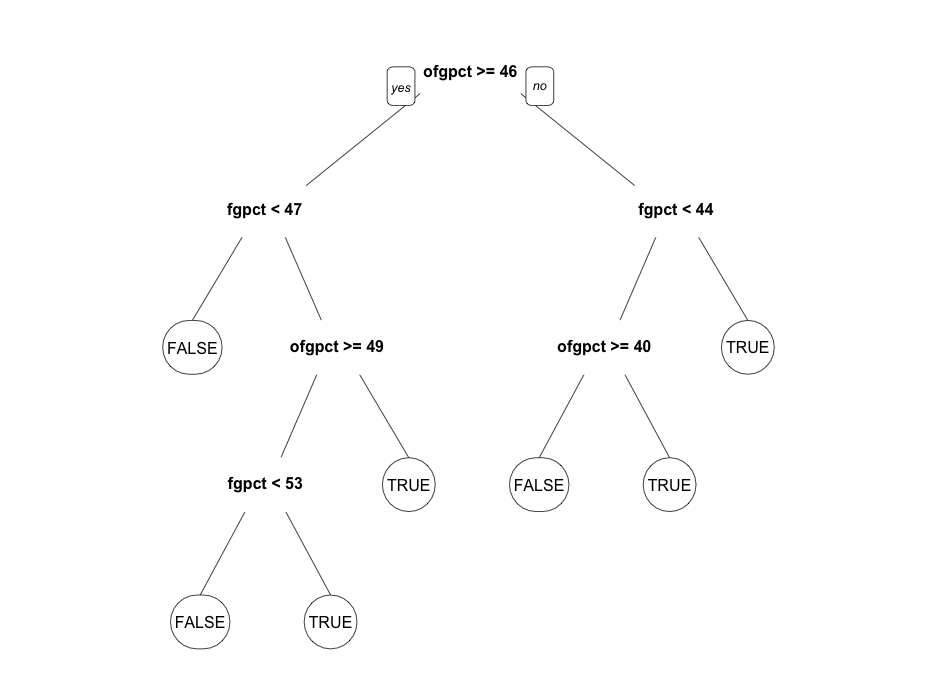 ofgpct >= 46
yes
no
fgpct < 47
fgpct < 44
FALSE
ofgpct >= 49
ofgpct >= 40
TRUE
fgpct < 53
TRUE
FALSE
TRUE
FALSE
TRUE